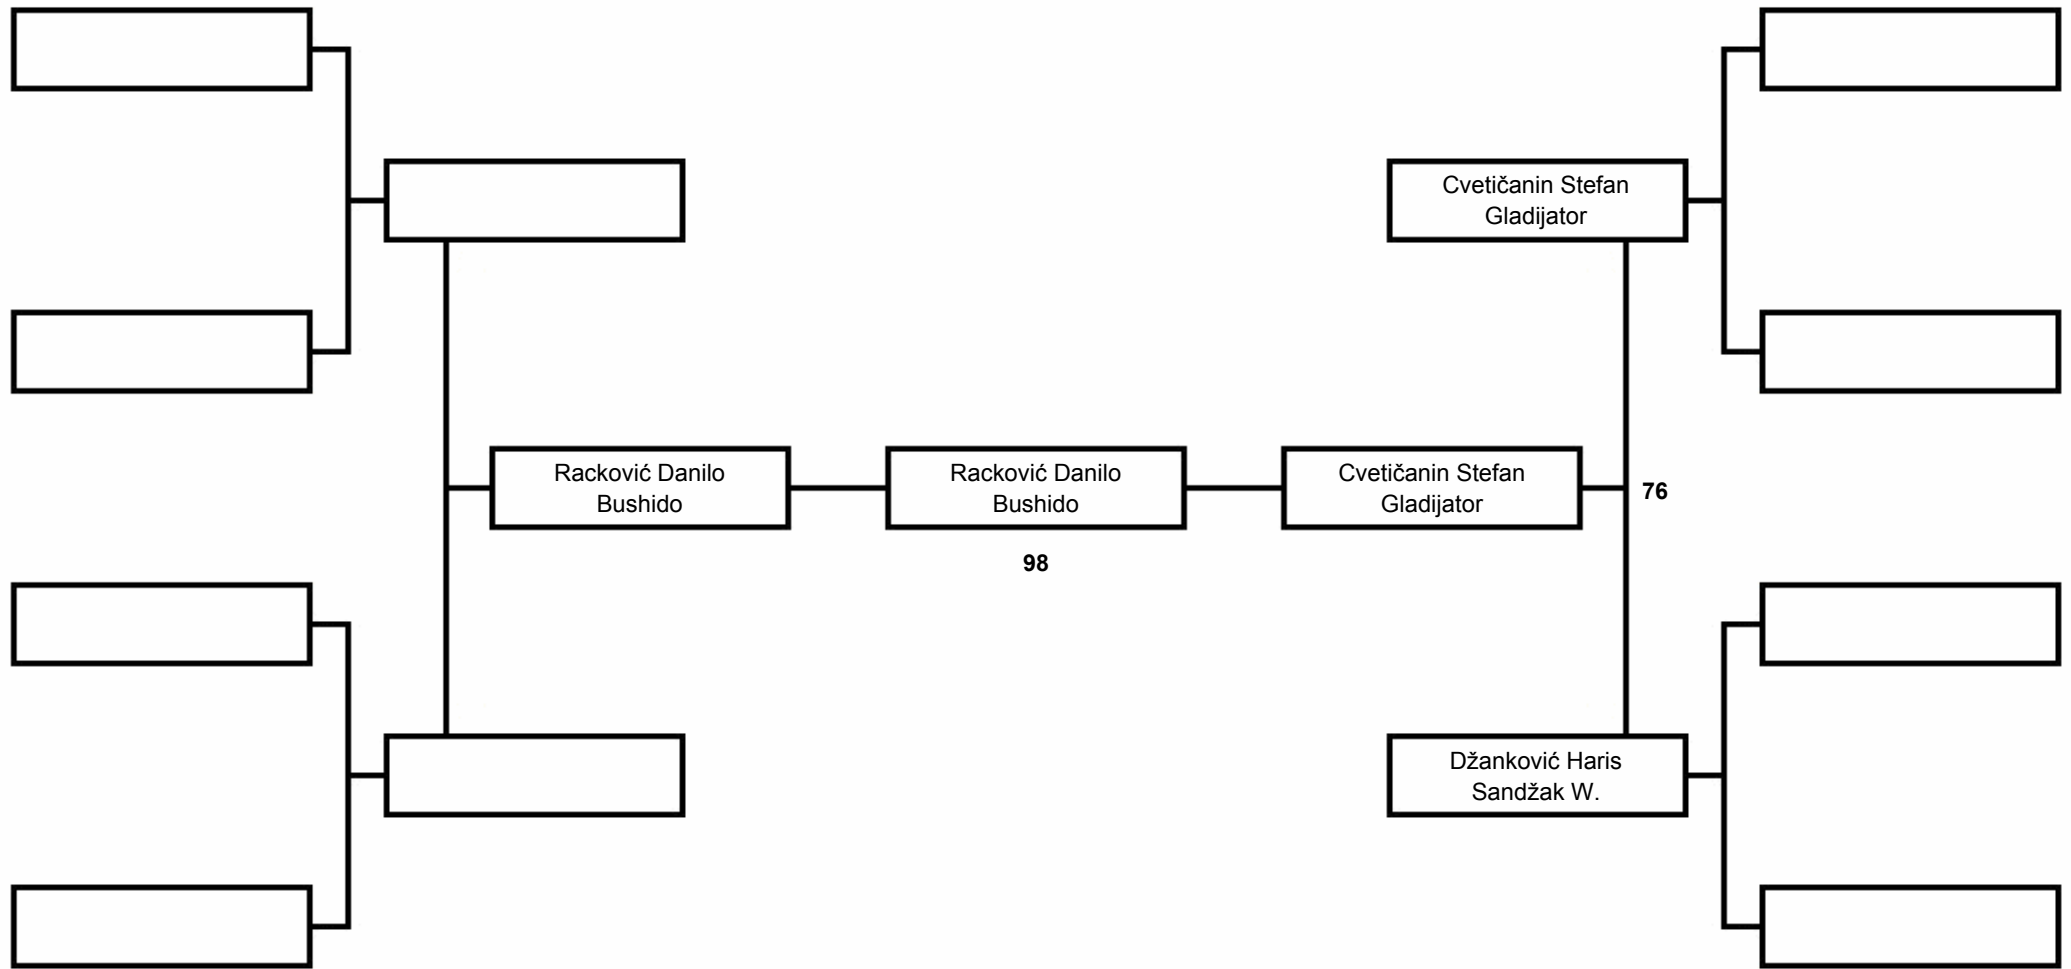 Cvetičanin Stefan
Gladijator
Racković Danilo
Bushido
Racković Danilo
Bushido
98
Cvetičanin Stefan
Gladijator
76
Džanković Haris
Sandžak W.